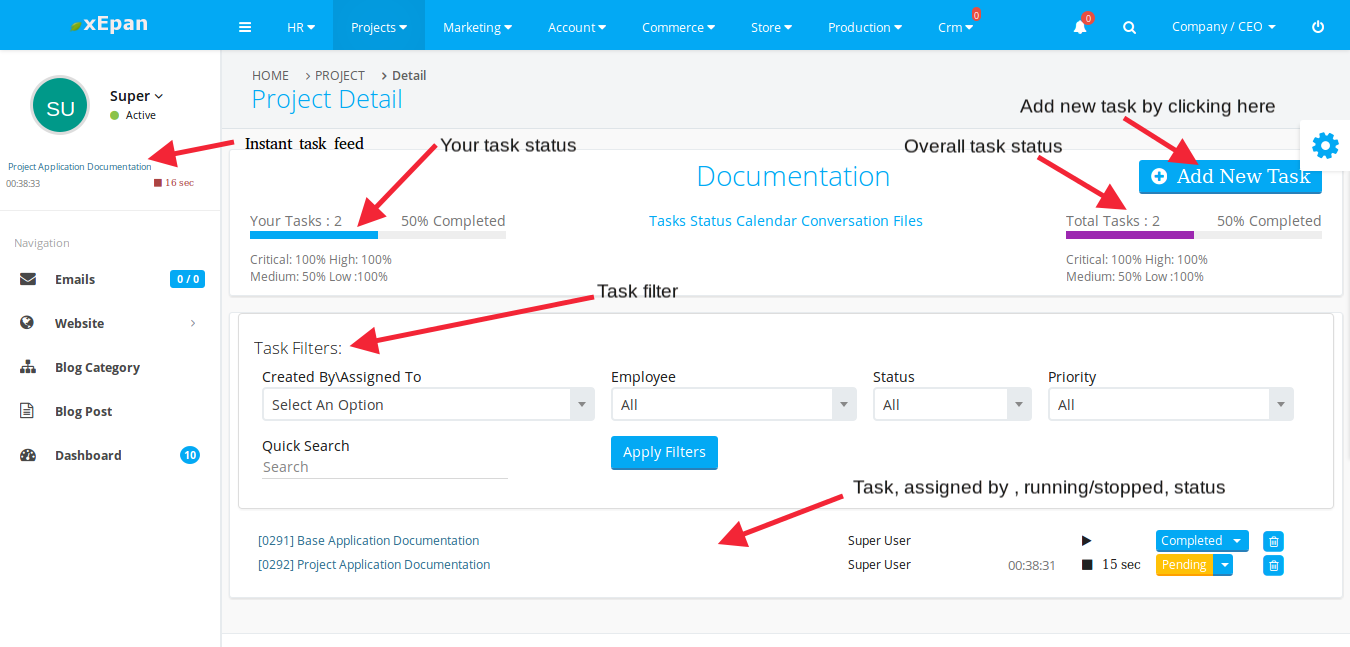 xEpan HR Projects Marketing Account Commerce Store Production Crm 0 0 Company / CEO
SU
Super
Active
Project Application Documentation
00:38:33 16 sec
Navigation
Emails 0 / 0
Website
Blog Category
Blog Post
Dashboard 10
HOME > PROJECT > Detail
Project Detail
Add new task by clicking here
Instant task feed
Your task status
Overall task status
Documentation
Add New Task
Your Tasks : 2 50% Completed
Tasks Status Calendar Conversation Files
Total Tasks : 2 50% Completed
Critical: 100% High: 100%
Medium: 50% Low :100%
Critical: 100% High: 100%
Medium: 50% Low :100%
Task filter
Task Filters:
Created By\Assigned To Employee Status Priority
Select An Option All All All
Quick Search
Search
Apply Filters
Task, assigned by , running/stopped, status
[0291] Base Application Documentation Super User Completed
[0292] Project Application Documentation Super User 00:38:31 15 sec Pending